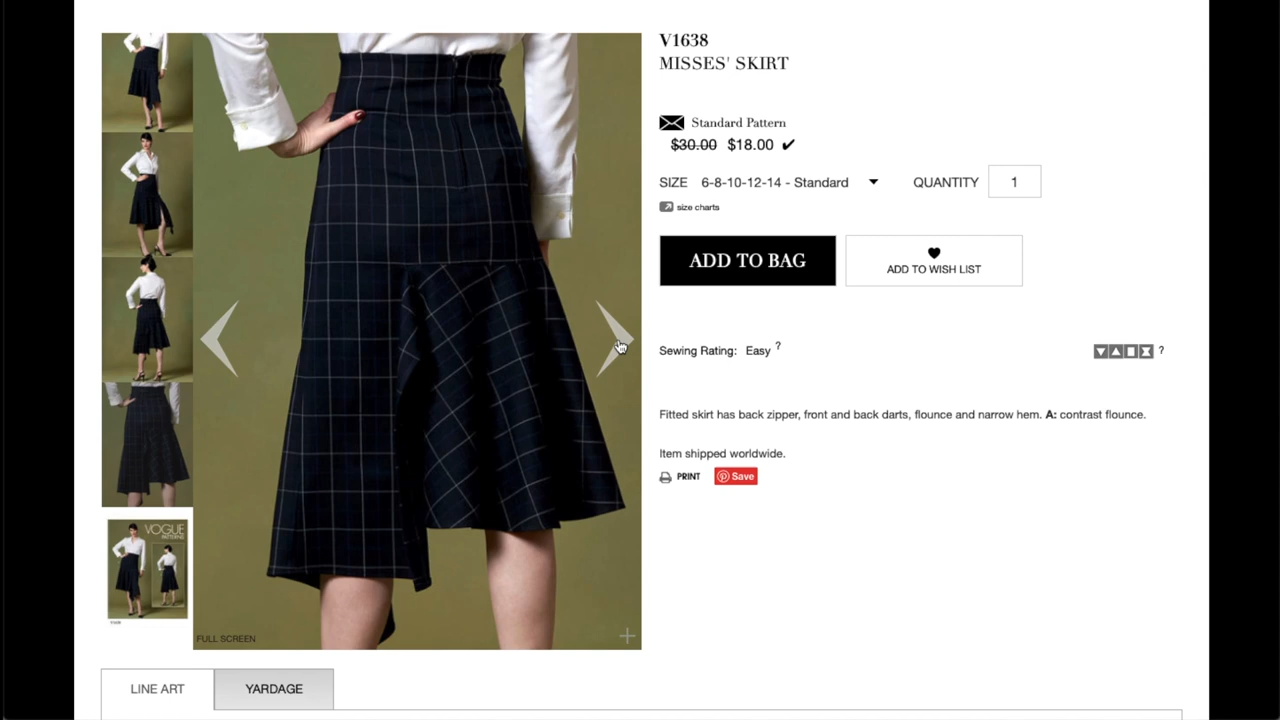 V1638
MISSES' SKIRT
Standard Pattern
$30.00 $18.00 ✔
SIZE 6-8-10-12-14 - Standard QUANTITY 1
size charts
ADD TO BAG
ADD TO WISH LIST
Sewing Rating: Easy ?
?
Fitted skirt has back zipper, front and back darts, flounce and narrow hem. A: contrast flounce.
Item shipped worldwide.
PRINT Save
VOGUE
PATTERNS
FULL SCREEN
LINE ART YARDAGE